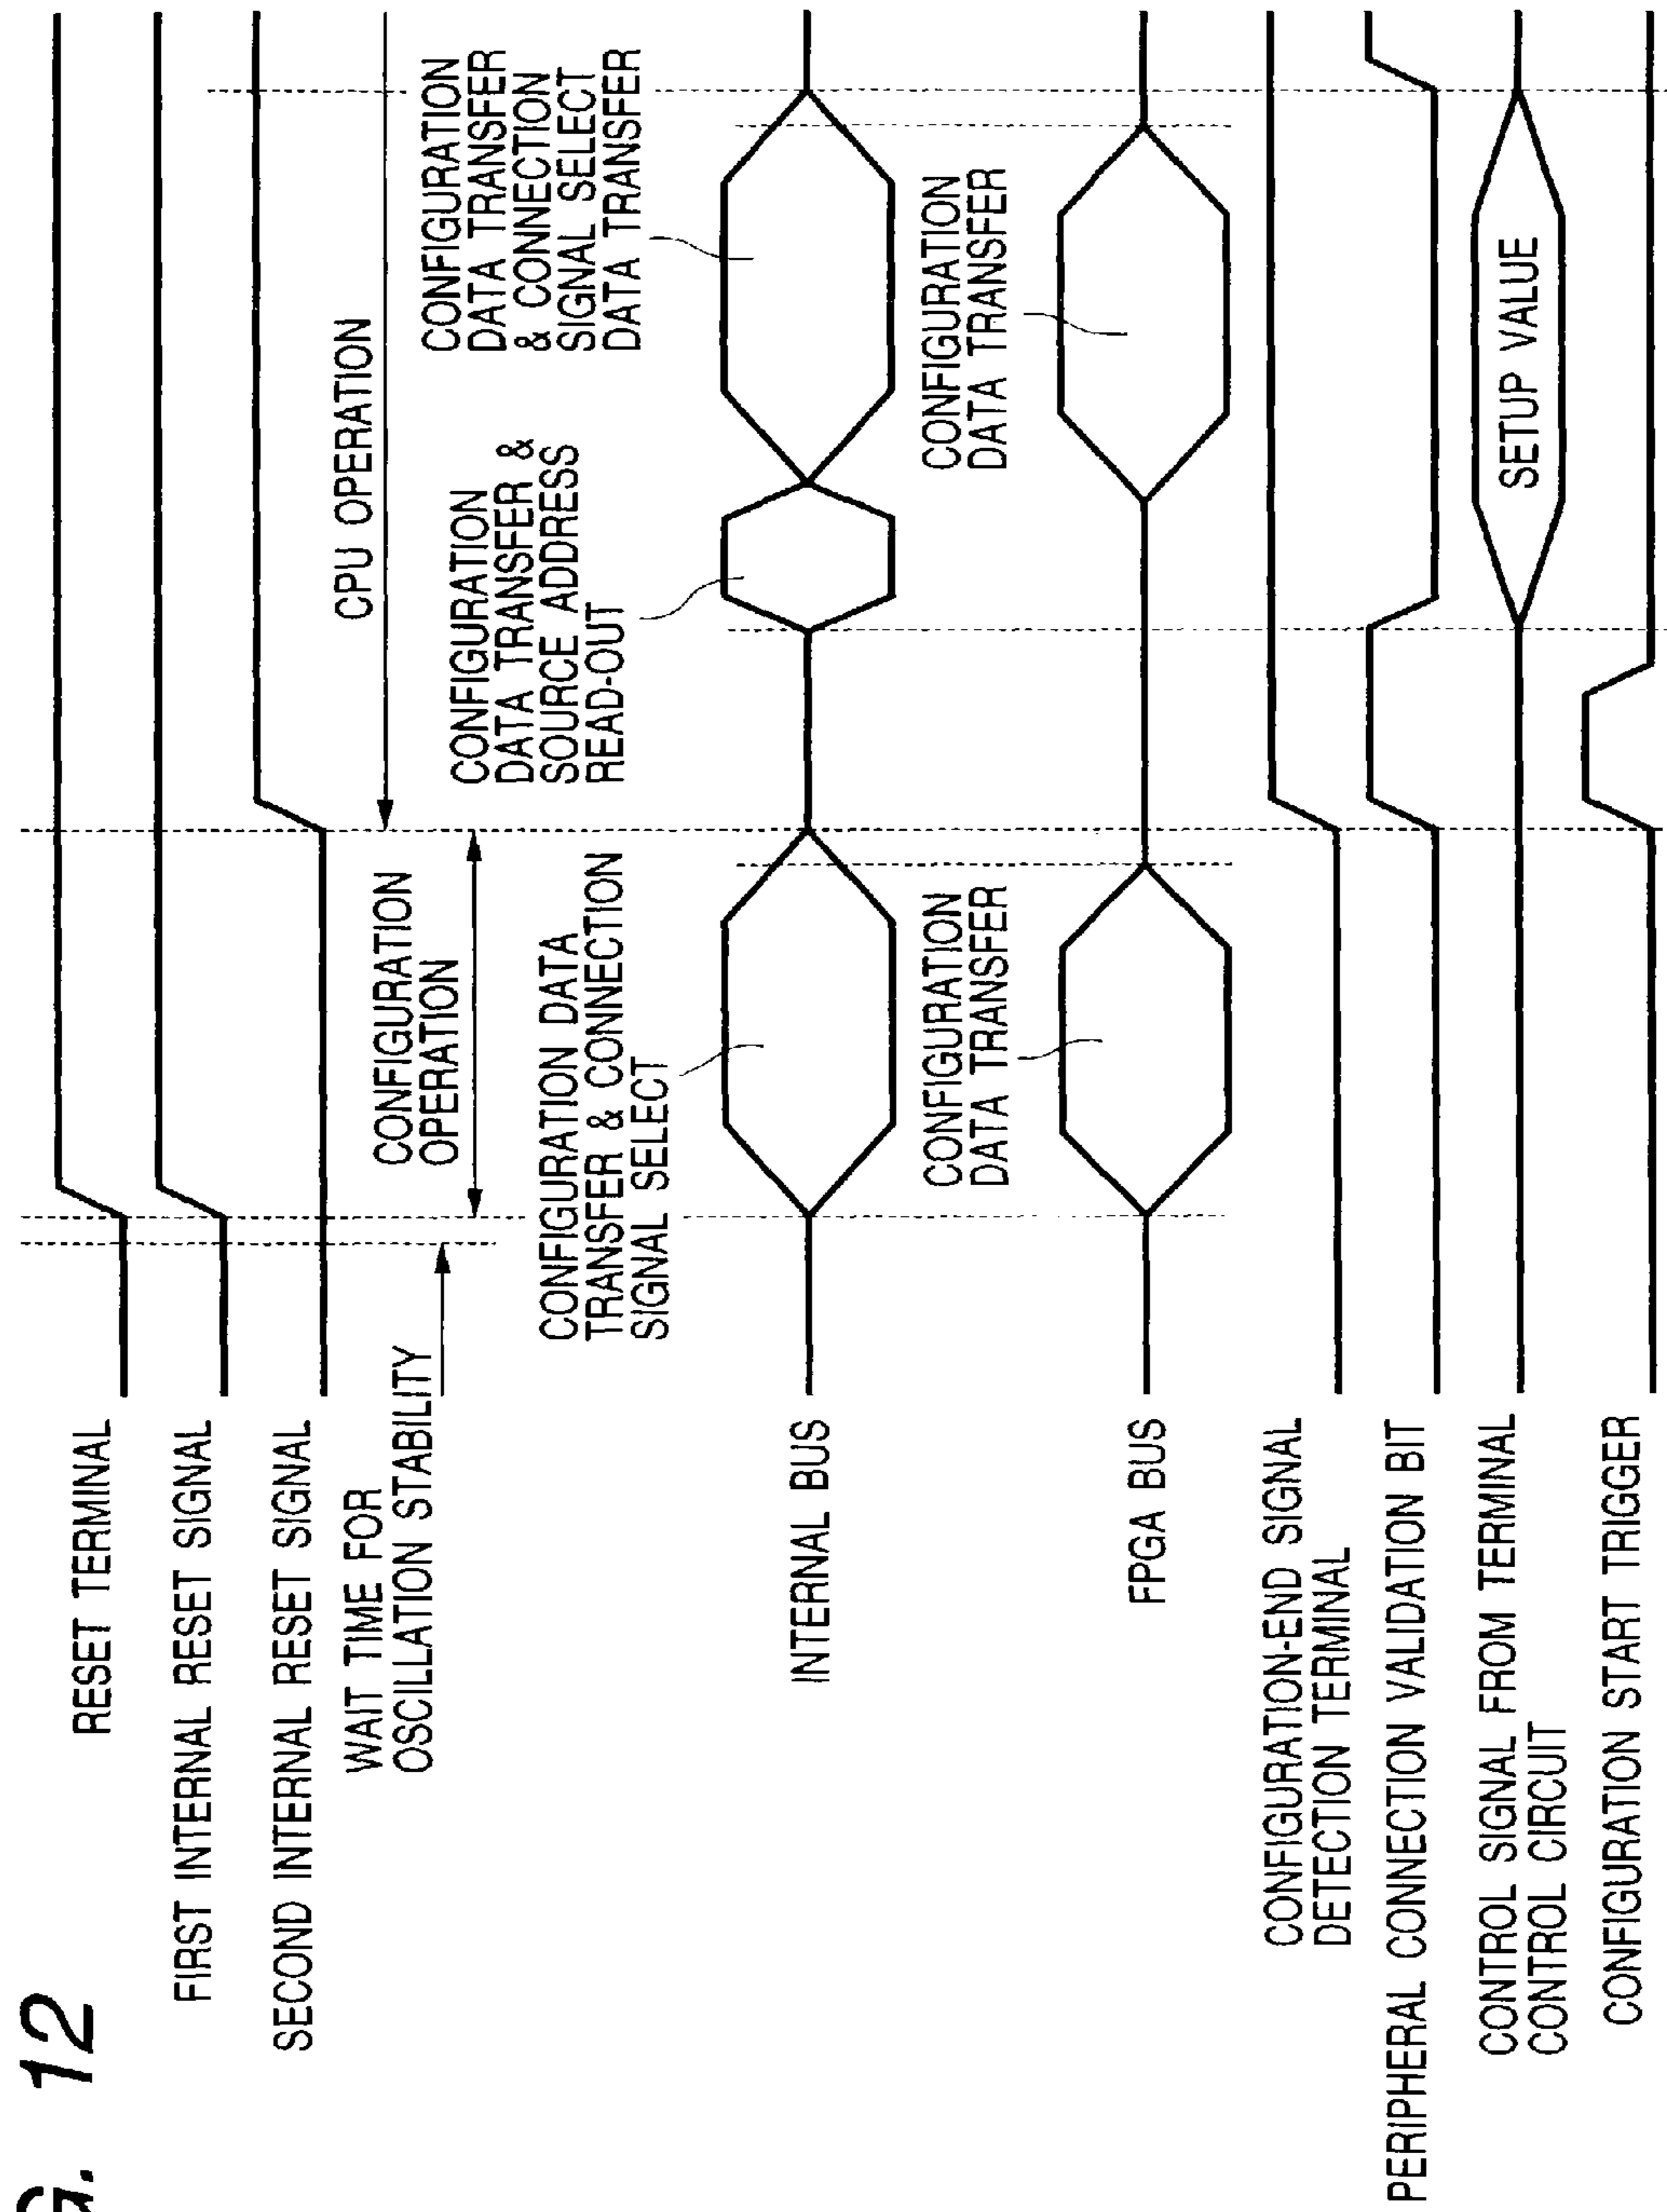 G. 12
RESET TERMINAL
FIRST INTERNAL RESET SIGNAL
SECOND INTERNAL RESET SIGNAL
CPU OPERATION
WAIT TIME FOR
OSCILLATION STABILITY
CONFIGURATION
OPERATION
CONFIGURATION DATA
TRANSFER & CONNECTION
SIGNAL SELECT
CONFIGURATION
DATA TRANSFER &
SOURCE ADDRESS
READ-OUT
CONFIGURATION
DATA TRANSFER
& CONNECTION
SIGNAL SELECT
DATA TRANSFER
INTERNAL BUS
CONFIGURATION
DATA TRANSFER
CONFIGURATION
DATA TRANSFER
FPGA BUS
CONFIGURATION-END SIGNAL
DETECTION TERMINAL
PERIPHERAL CONNECTION VALIDATION BIT
CONTROL SIGNAL FROM TERMINAL
CONTROL CIRCUIT
SETUP VALUE
CONFIGURATION START TRIGGER